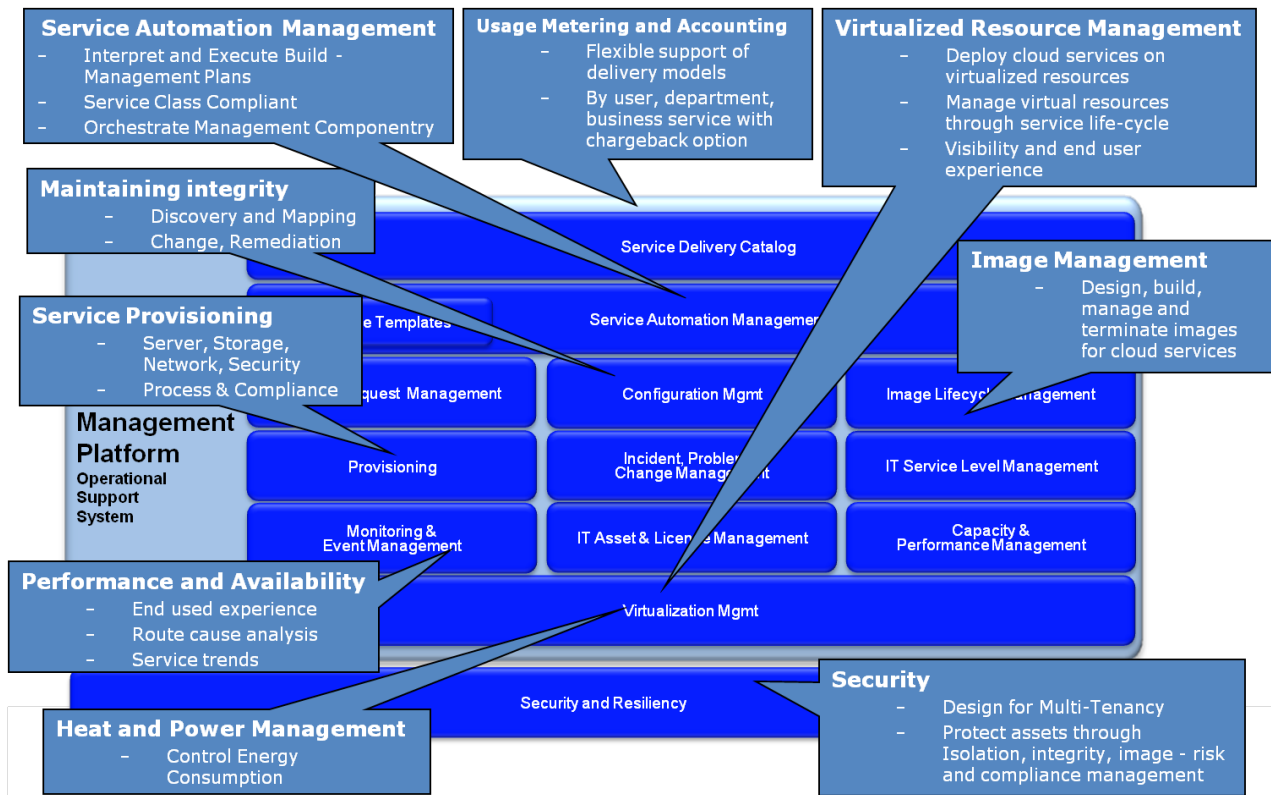 Service Automation Management
– Interpret and Execute Build -
Management Plans
– Service Class Compliant
– Orchestrate Management Componentry
Usage Metering and Accounting
– Flexible support of
delivery models
– By user, department,
business service with
chargeback option
Virtualized Resource Management
– Deploy cloud services on
virtualized resources
– Manage virtual resources
through service life-cycle
– Visibility and end user
experience
Maintaining integrity
– Discovery and Mapping
– Change, Remediation
Service Delivery Catalog
Image Management
– Design, build,
manage and
terminate images
for cloud services
Service Provisioning
– Server, Storage,
Network, Security
– Process & Compliance
Templates
Service Automation Management
Management
Configuration Mgmt
Image Lifecycle Management
Management
Platform
Operational
Support
System
Provisioning
Incident, Problem
Change Management
IT Service Level Management
Monitoring &
Event Management
IT Asset & License Management
Capacity &
Performance Management
Performance and Availability
– End used experience
– Route cause analysis
– Service trends
Virtualization Mgmt
Security and Resiliency
Security
– Design for Multi-Tenancy
– Protect assets through
Isolation, integrity, image - risk
and compliance management
Heat and Power Management
– Control Energy
Consumption